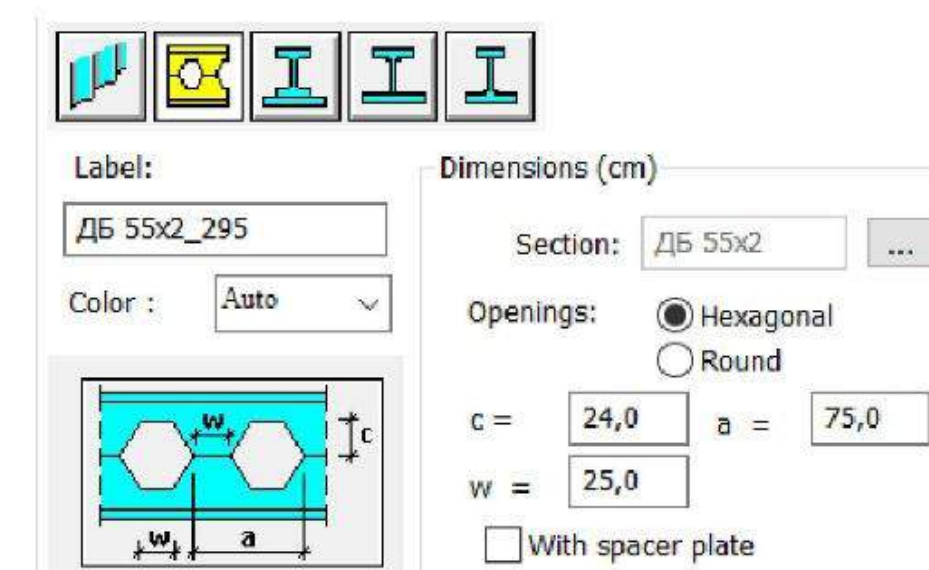 Label:
ДБ 55x2_295
Color :
Auto
Dimensions (cm)
Section:
ДБ 55x2
...
Openings:
Hexagonal
Round
c =
24,0
a =
75,0
w =
25,0
With spacer plate
w
c
w
a